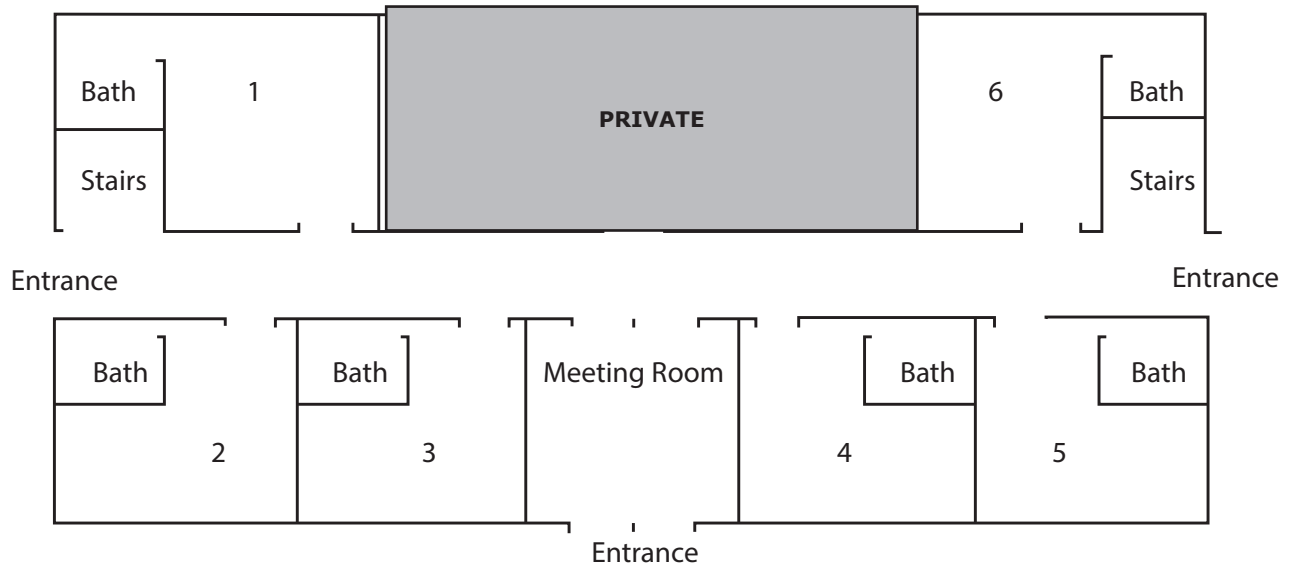 Bath
1
PRIVATE
6
Bath
Stairs
Stairs
Entrance
Entrance
Bath
Bath
Meeting Room
Bath
Bath
2
3
4
5
Entrance